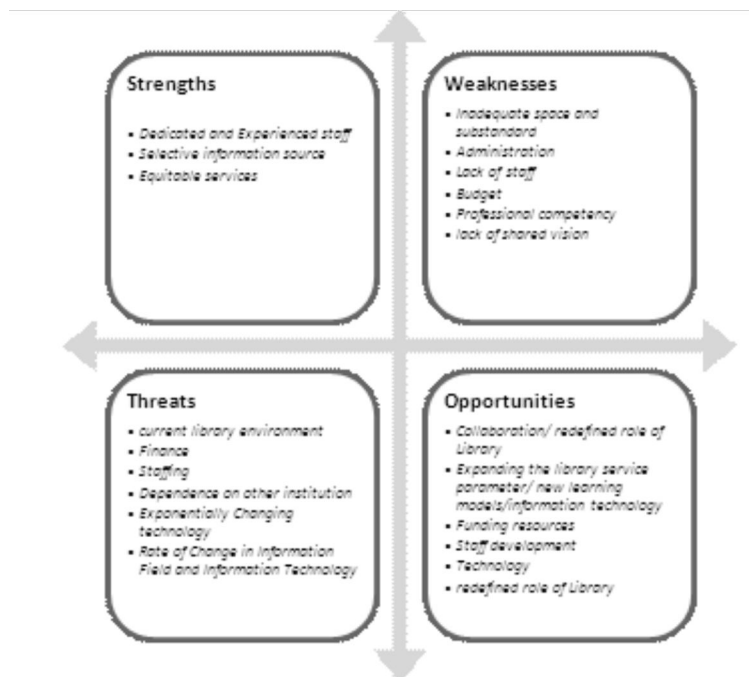 Strengths
▪ Dedicated and Experienced staff
▪ Selective information source
▪ Equitable services
Weaknesses
▪ Inadequate space and
substandard
▪ Administration
▪ Lack of staff
▪ Budget
▪ Professional competency
▪ lack of shared vision
Threats
▪ current library environment
▪ Finance
▪ Staffing
▪ Dependence on other institution
▪ Exponentially Changing
technology
▪ Rate of Change in Information
Field and Information Technology
Opportunities
▪ Collaboration/ redefined role of
Library
▪ Expanding the library service
parameter/ new learning
models/information technology
▪ Funding resources
▪ Staff development
▪ Technology
▪ redefined role of Library